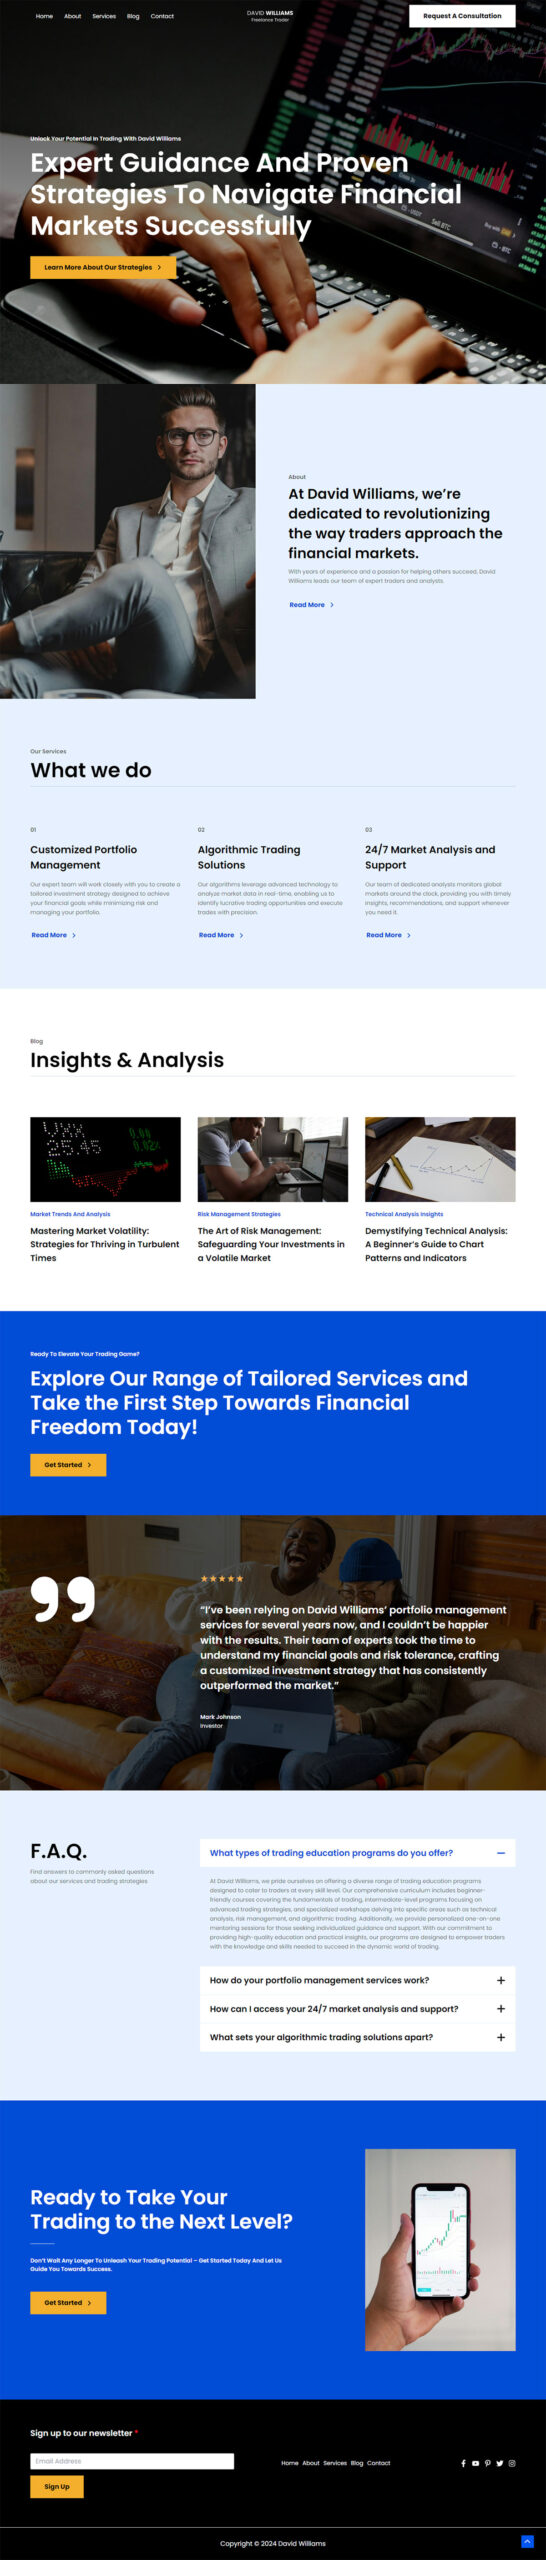 Home About Services Blog Contact
DAVID WILLIAMS
Freelance Trader
Request A Consultation
Unlock Your Potential In Trading With David Williams
Expert Guidance And Proven
Strategies To Navigate Financial
Markets Successfully
Learn More About Our Strategies
Sell BTC
About
At David Williams, we’re
dedicated to revolutionizing
the way traders approach the
financial markets.
With years of experience and a passion for helping others succeed, David
Williams leads our team of expert traders and analysts.
Read More
Our Services
What we do
01
Customized Portfolio
Management
Our expert team will work closely with you to create a
tailored investment strategy designed to achieve
your financial goals while minimizing risk and
managing your portfolio.
Read More
02
Algorithmic Trading
Solutions
Our algorithms leverage advanced technology to
analyze market data in real-time, enabling us to
identify lucrative trading opportunities and execute
trades with precision.
Read More
03
24/7 Market Analysis and
Support
Our team of dedicated analysts monitors global
markets around the clock, providing you with timely
insights, recommendations, and support whenever
you need it.
Read More
Blog
Insights & Analysis
Market Trends And Analysis
Mastering Market Volatility:
Strategies for Thriving in Turbulent
Times
Risk Management Strategies
The Art of Risk Management:
Safeguarding Your Investments in
a Volatile Market
Technical Analysis Insights
Demystifying Technical Analysis:
A Beginner’s Guide to Chart
Patterns and Indicators
Ready To Elevate Your Trading Game?
Explore Our Range of Tailored Services and
Take the First Step Towards Financial
Freedom Today!
Get Started
“I’ve been relying on David Williams’ portfolio management
services for several years now, and I couldn’t be happier
with the results. Their team of experts took the time to
understand my financial goals and risk tolerance, crafting
a customized investment strategy that has consistently
outperformed the market.”
Mark Johnson
Investor
F.A.Q.
Find answers to commonly asked questions
about our services and trading strategies
What types of trading education programs do you offer?
At David Williams, we pride ourselves on offering a diverse range of trading education programs
designed to cater to traders at every skill level. Our comprehensive curriculum includes beginner-
friendly courses covering the fundamentals of trading, intermediate-level programs focusing on
advanced trading strategies, and specialized workshops delving into specific areas such as technical
analysis, risk management, and algorithmic trading. Additionally, we provide personalized one-on-one
mentoring sessions for those seeking individualized guidance and support. With our commitment to
providing high-quality education and practical insights, our programs are designed to empower traders
with the knowledge and skills needed to succeed in the dynamic world of trading.
How do your portfolio management services work?
How can I access your 24/7 market analysis and support?
What sets your algorithmic trading solutions apart?
Ready to Take Your
Trading to the Next Level?
Don’t Wait Any Longer To Unleash Your Trading Potential – Get Started Today And Let Us
Guide You Towards Success.
Get Started
Sign up to our newsletter *
Email Address
Sign Up
Home About Services Blog Contact
Copyright © 2024 David Williams